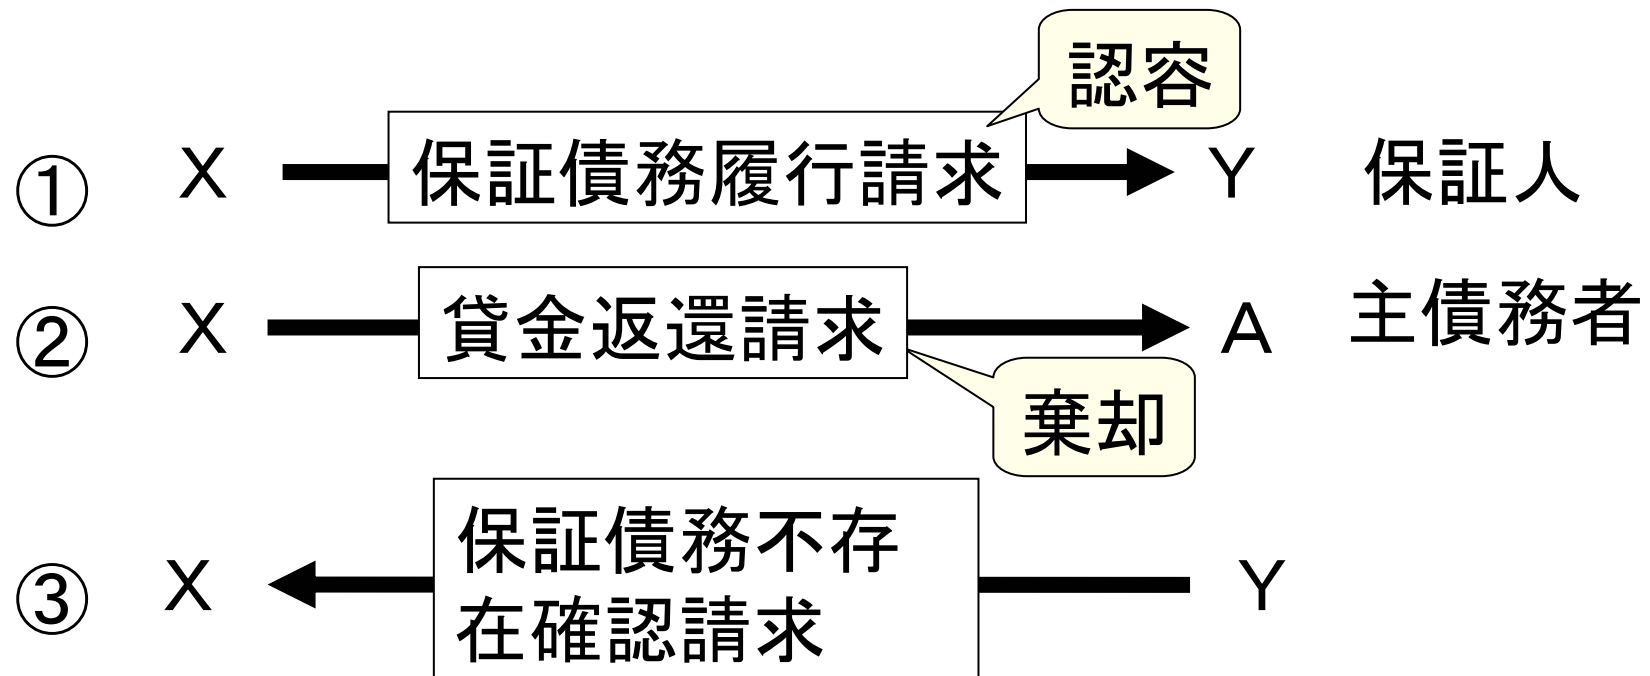 認容
① X 保証債務履行請求 Y 保証人
② X 貸金返還請求 A 主債務者
棄却
③ X 保証債務不存 Y
在確認請求